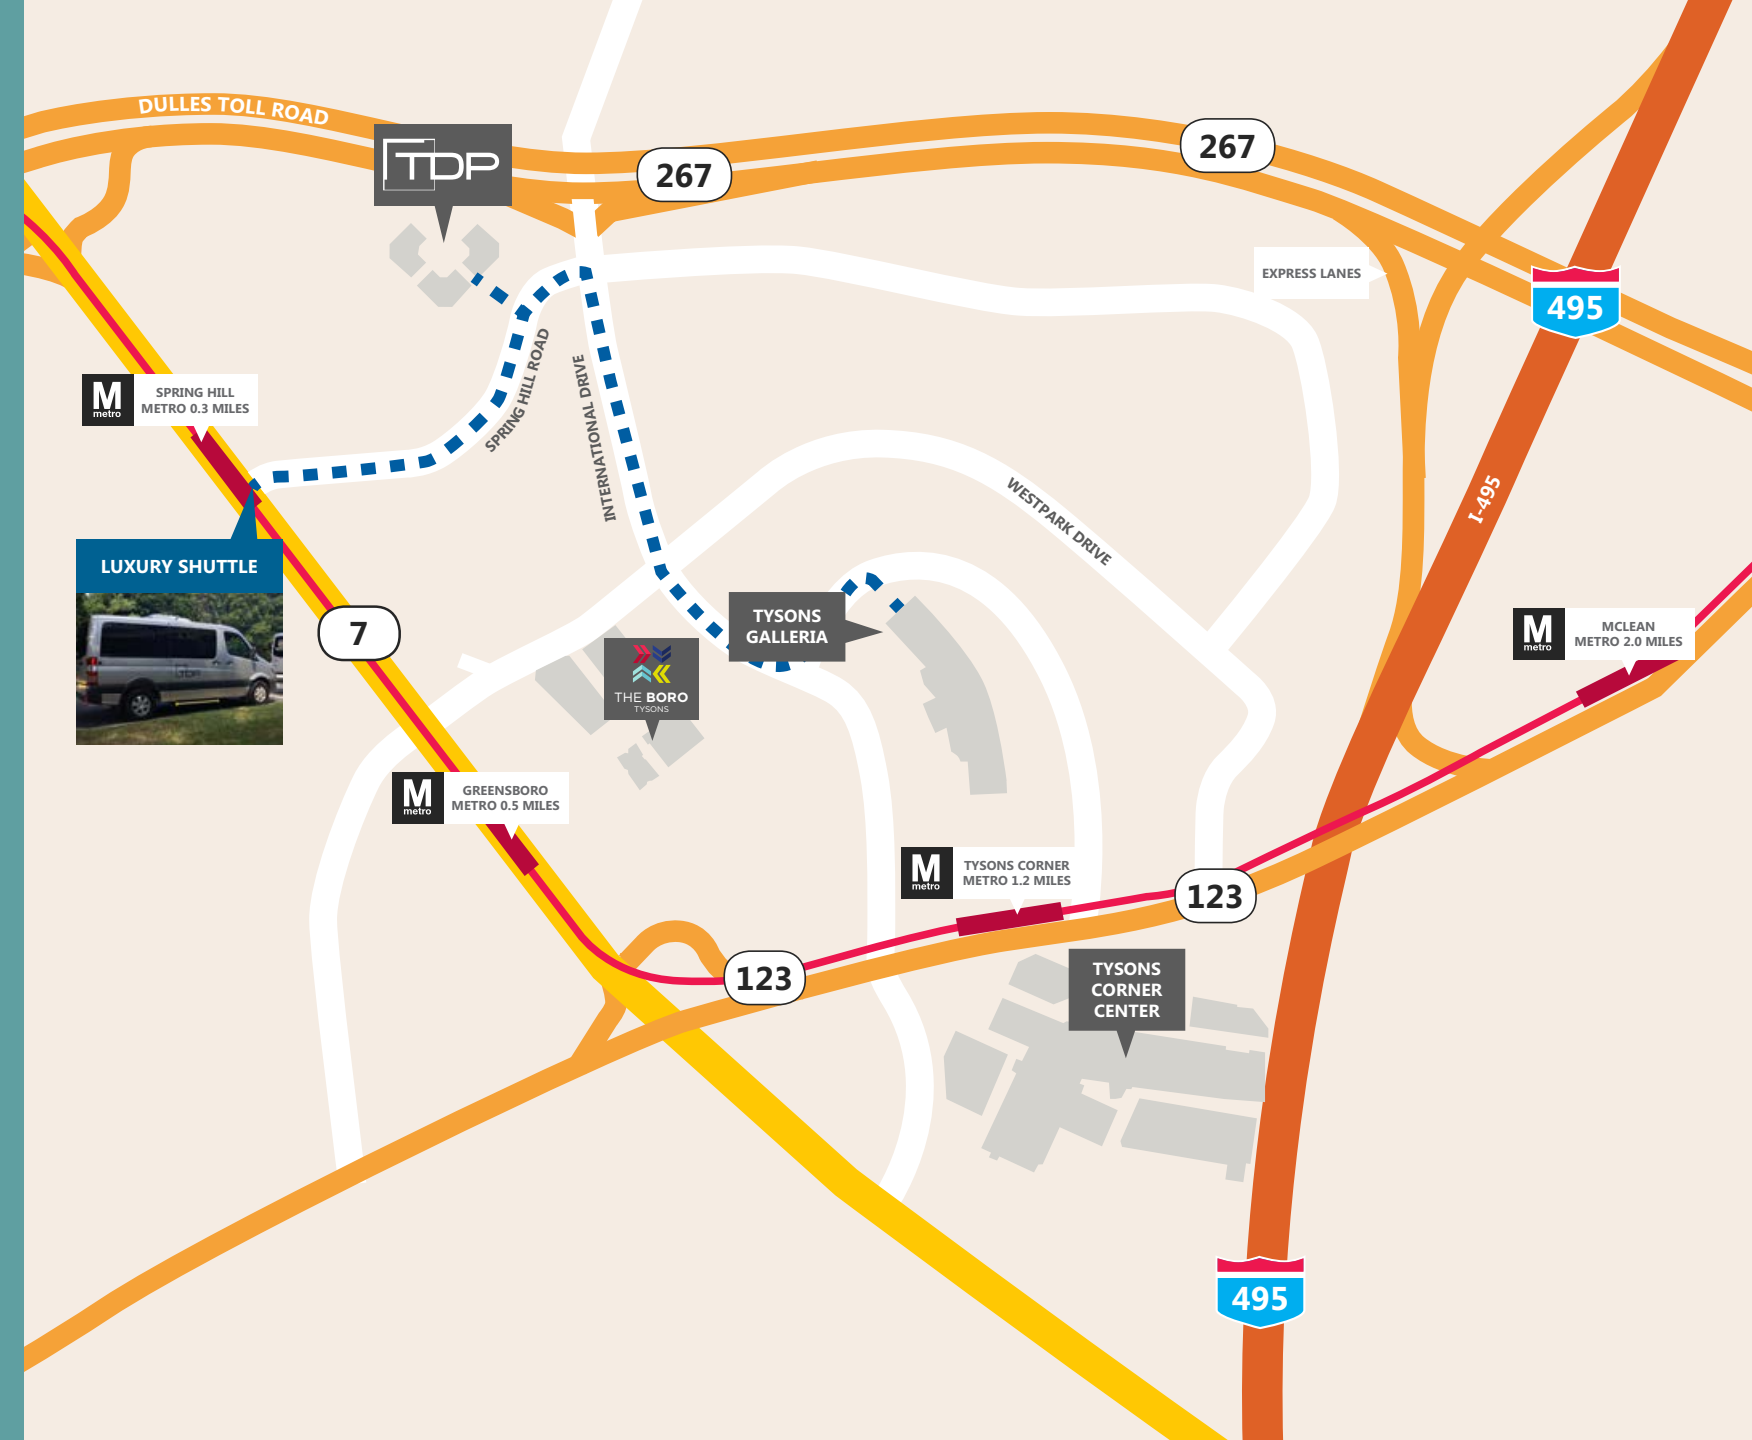 DULLES TOLL ROAD
TDP
267
267
EXPRESS LANES
495
SPRING HILL
METRO 0.3 MILES
M
metro
SPRING HILL ROAD
INTERNATIONAL DRIVE
WESTPARK DRIVE
I-495
LUXURY SHUTTLE
7
TYSONS
GALLERIA
THE BORO
TYSONS
M
metro
MCLEAN
METRO 2.0 MILES
M
metro
GREENSBORO
METRO 0.5 MILES
M
metro
TYSONS CORNER
METRO 1.2 MILES
123
123
TYSONS
CORNER
CENTER
495